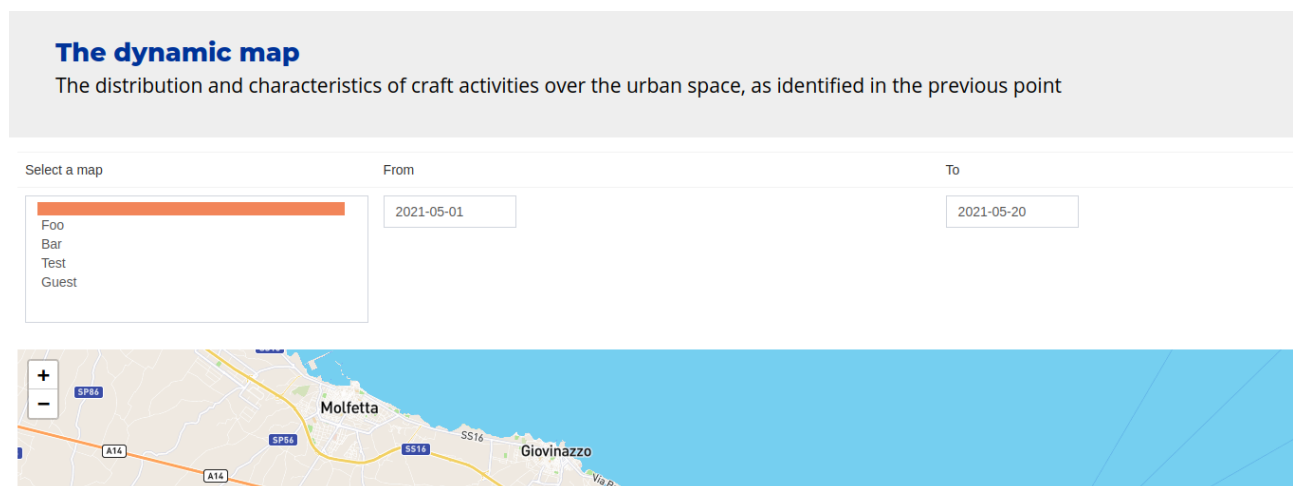 The dynamic map
The distribution and characteristics of craft activities over the urban space, as identified in the previous point
Select a map
From
To
2021-05-01
2021-05-20
Foo
Bar
Test
Guest
+
−
SP86
Molfetta
SP56
SS16
SS16
A14
Giovinazzo
A14